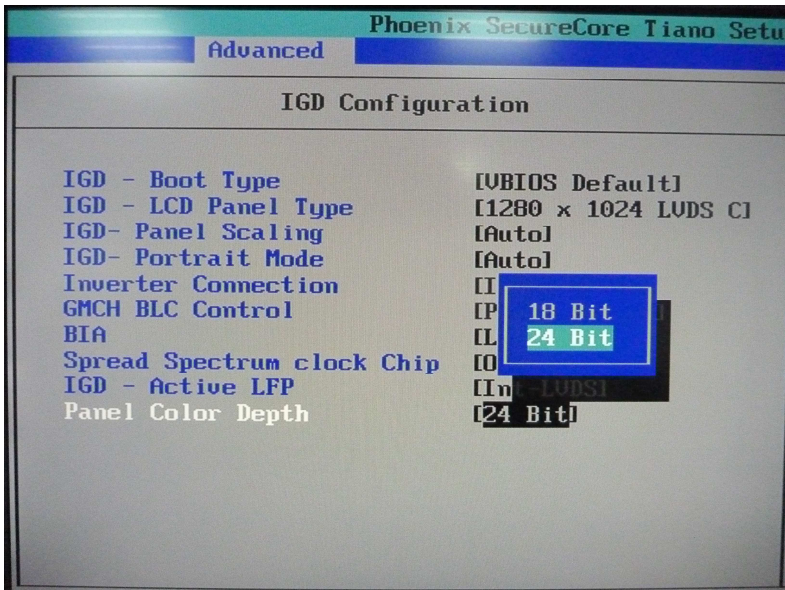 Phoenix SecureCore Tiano Setu
Advanced
IGD Configuration
IGD - Boot Type [VBIOS Default]
IGD - LCD Panel Type [1280 x 1024 LVDS C]
IGD- Panel Scaling [Auto]
IGD- Portrait Mode [Auto]
Inverter Connection [I
GMCH BLC Control [P
18 Bit
BIA [L
24 Bit
Spread Spectrum clock Chip [O
IGD - Active LFP [Int-LVDS]
Panel Color Depth [24 Bit]